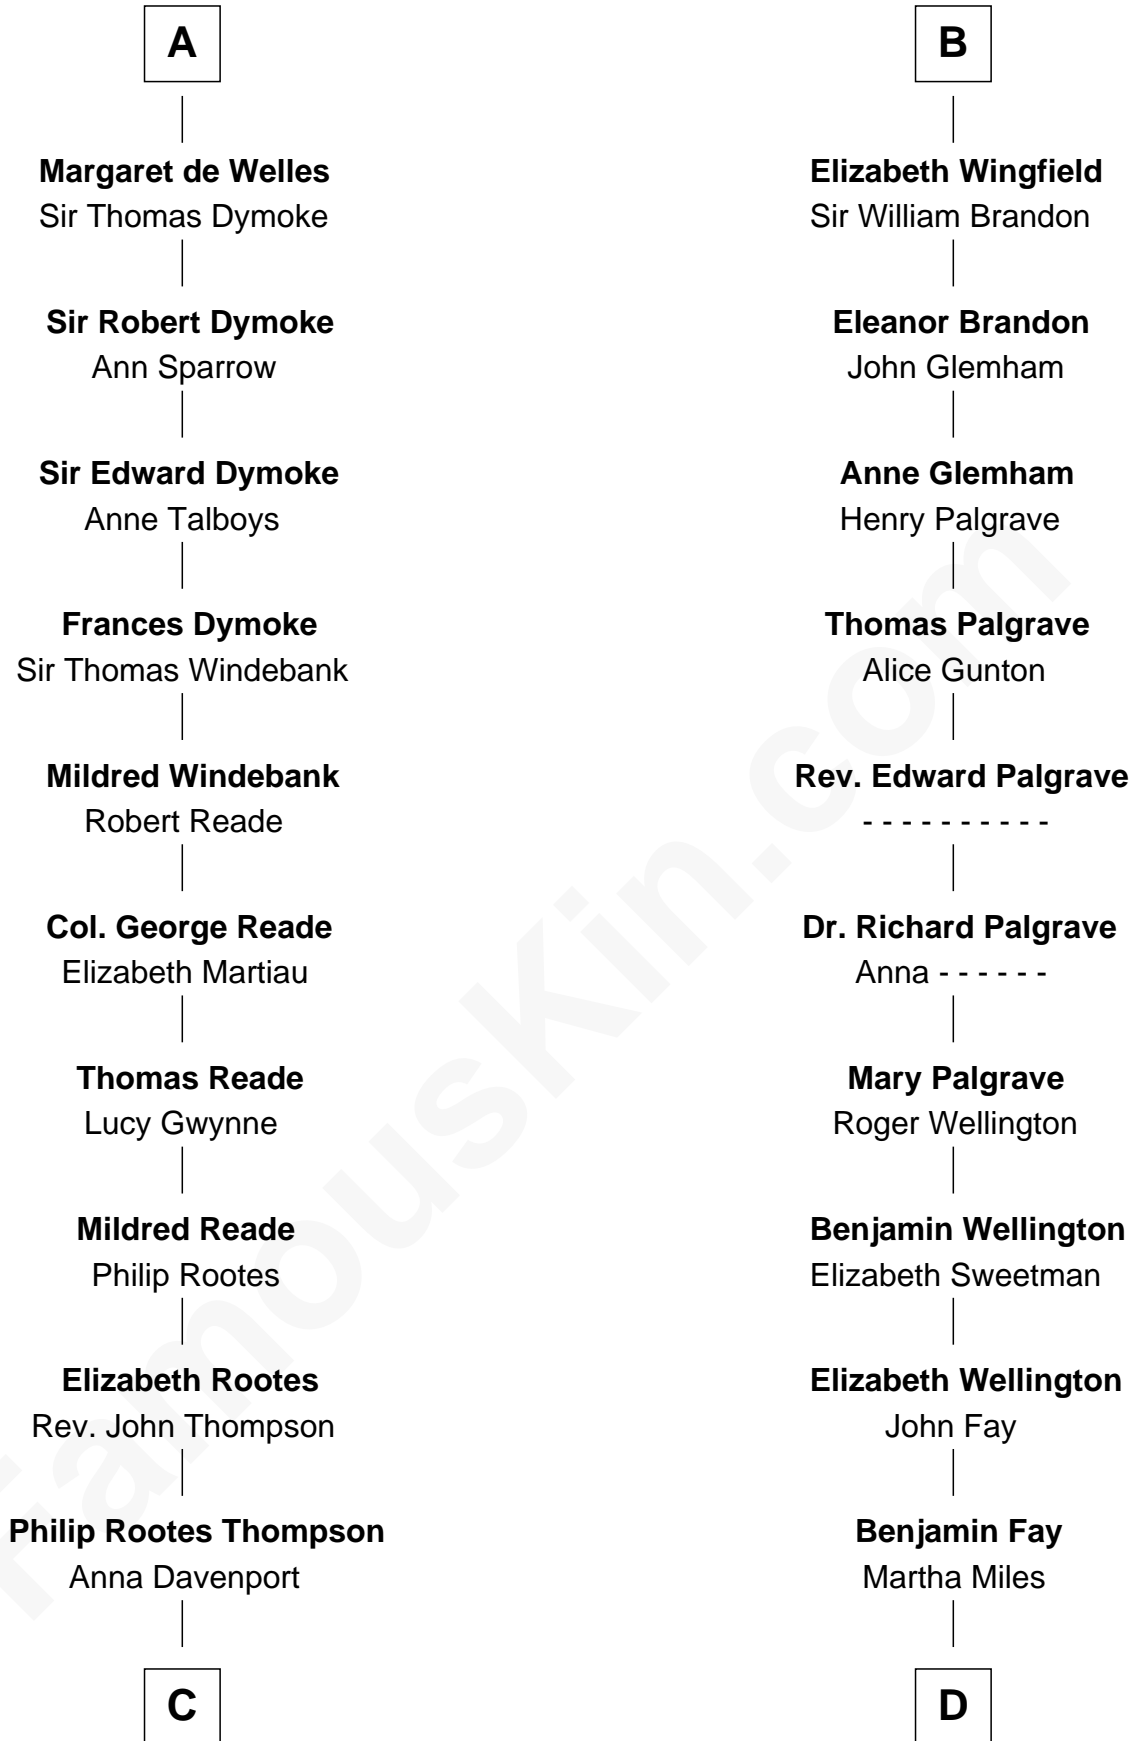 A
Margaret de Welles
Sir Thomas Dymoke
Sir Robert Dymoke
Ann Sparrow
Sir Edward Dymoke
Anne Talboys
Frances Dymoke
Sir Thomas Windebank
Mildred Windebank
Robert Reade
Col. George Reade
Elizabeth Martiau
Thomas Reade
Lucy Gwynne
Mildred Reade
Philip Rootes
Elizabeth Rootes
Rev. John Thompson
Philip Rootes Thompson
Anna Davenport
C
B
Elizabeth Wingfield
Sir William Brandon
Eleanor Brandon
John Glemham
Anne Glemham
Henry Palgrave
Thomas Palgrave
Alice Gunton
Rev. Edward Palgrave
- - - - - - - - - -
Dr. Richard Palgrave
Anna - - - - - -
Mary Palgrave
Roger Wellington
Benjamin Wellington
Elizabeth Sweetman
Elizabeth Wellington
John Fay
Benjamin Fay
Martha Miles
D
FamousKin.com